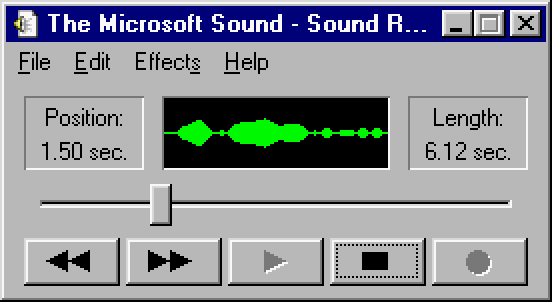 The Microsoft Sound - Sound R...
File Edit Effects Help
Position:
1.50 sec.
Length:
6.12 sec.